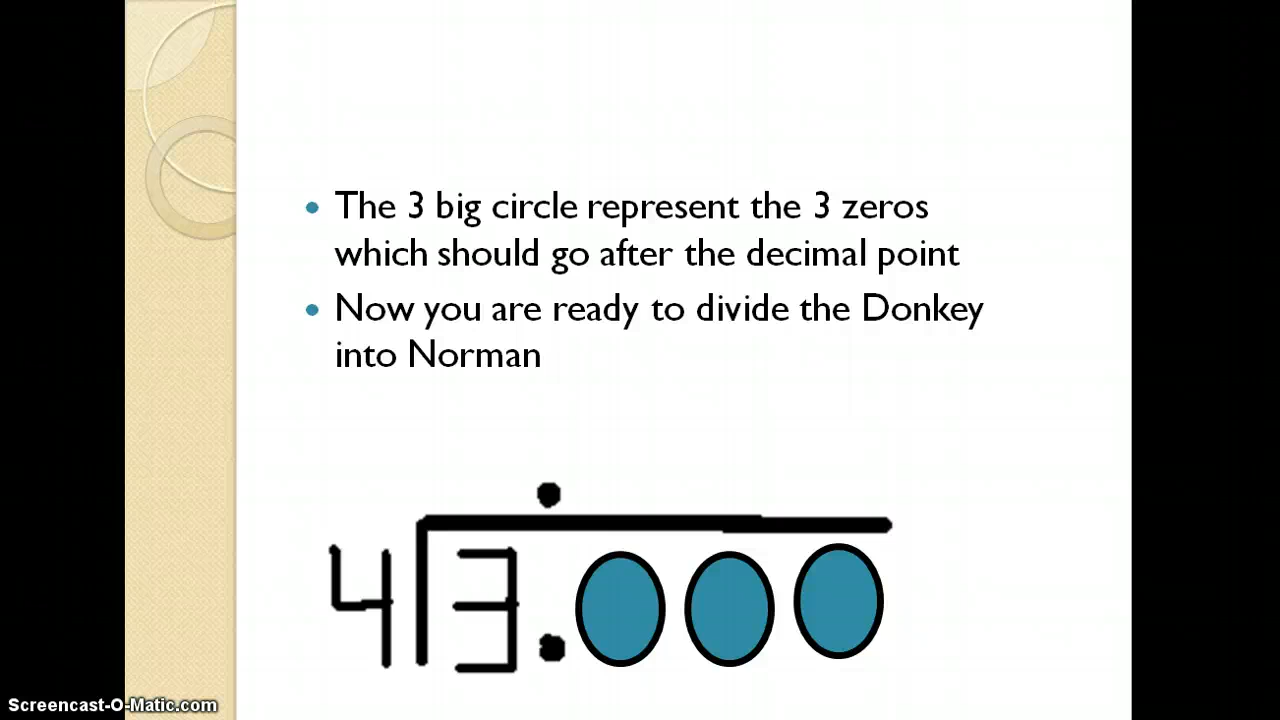 The 3 big circle represent the 3 zeros
which should go after the decimal point
Now you are ready to divide the Donkey
into Norman
.
4 3.
Screencast-O-Matic.com